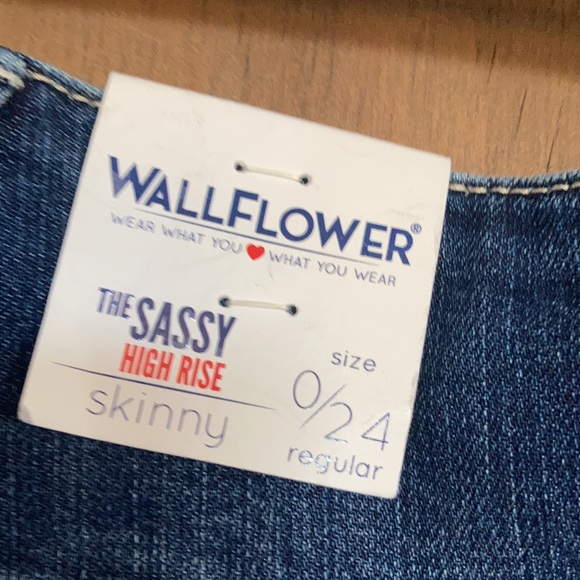 WALLFLOWER®
WEAR WHAT YOU ❤ WHAT YOU WEAR
THE SASSY
HIGH RISE
skinny
size
0/24
regular